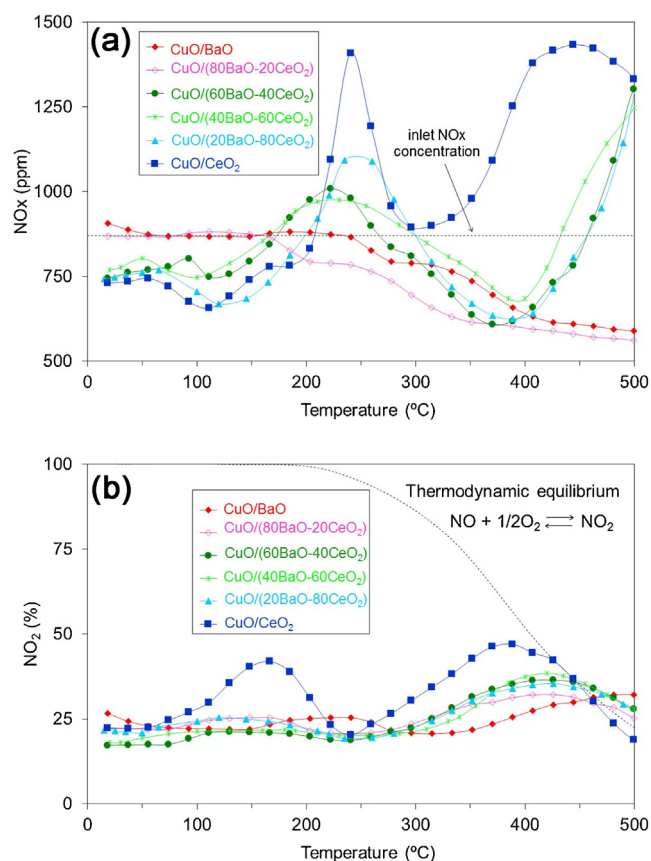 (a)
1500
1250
1000
750
500
NOx (ppm)
CuO/BaO
CuO/(80BaO-20CeO₂)
CuO/(60BaO-40CeO₂)
CuO/(40BaO-60CeO₂)
CuO/(20BaO-80CeO₂)
CuO/CeO₂
inlet NOx
concentration
0 100 200 300 400 500
Temperature (ºC)
(b)
100
75
50
25
0
NO₂ (%)
Thermodynamic equilibrium
NO + 1/2O₂ ⇄ NO₂
CuO/BaO
CuO/(80BaO-20CeO₂)
CuO/(60BaO-40CeO₂)
CuO/(40BaO-60CeO₂)
CuO/(20BaO-80CeO₂)
CuO/CeO₂
0 100 200 300 400 500
Temperature (ºC)